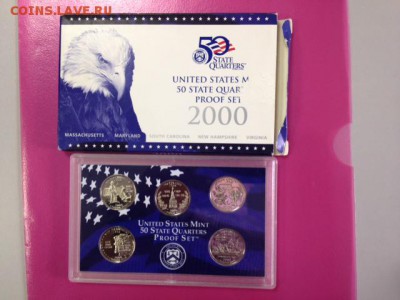 coins.lave.ru
50
STATE
QUARTERS
UNITED STATES M
50 STATE QUAR
PROOF SET
2000
MASSACHUSETTS MARYLAND SOUTH CAROLINA NEW HAMPSHIRE VIRGINIA
UNITED STATES MINT
50 STATE QUARTERS
PROOF SET